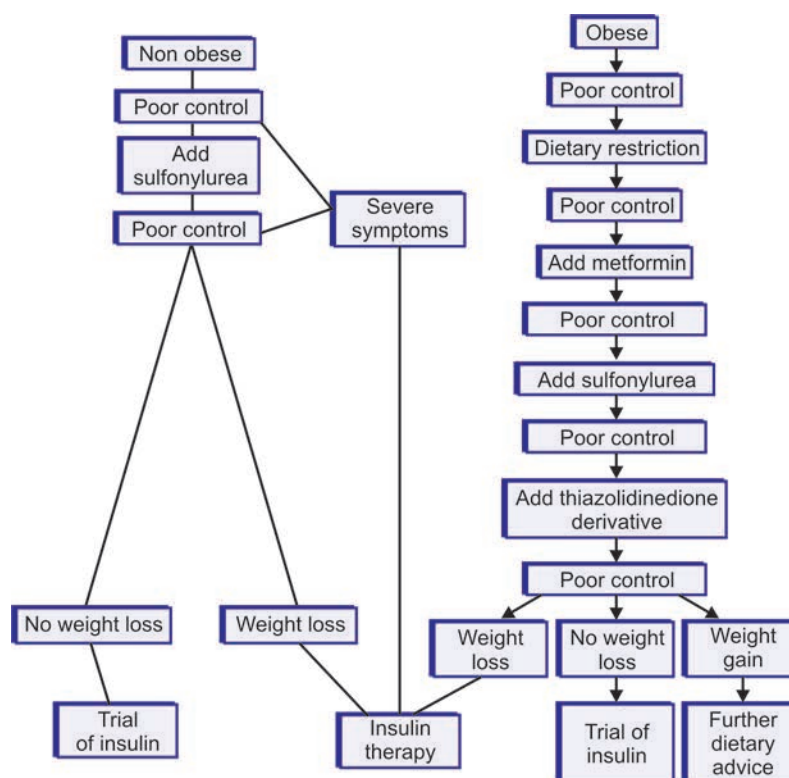 Non obese
Poor control
Add
sulfonylurea
Poor control
Severe
symptoms
No weight loss
Weight loss
Trial
of insulin
Insulin
therapy
Obese
Poor control
Dietary restriction
Poor control
Add metformin
Poor control
Add sulfonylurea
Poor control
Add thiazolidinedione
derivative
Poor control
Weight
loss
No weight
loss
Weight
gain
Trial of
insulin
Further
dietary
advice